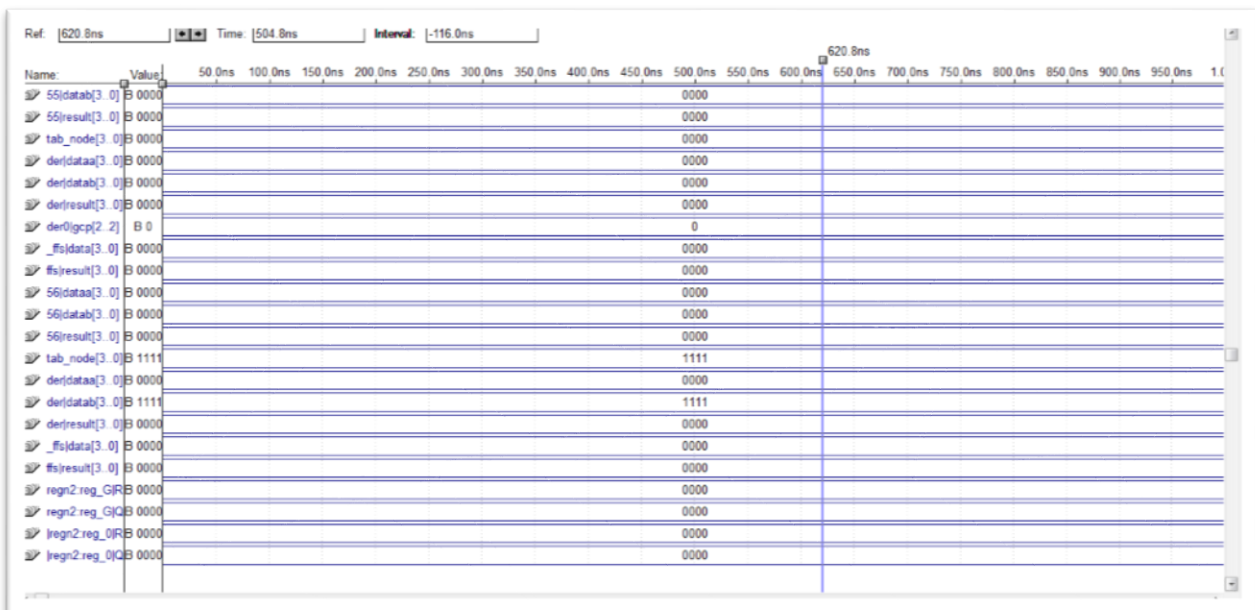 Ref: 620.8ns Time: 504.8ns Interval: -116.0ns
620.8ns
Name: Value: 50.0ns 100.0ns 150.0ns 200.0ns 250.0ns 300.0ns 350.0ns 400.0ns 450.0ns 500.0ns 550.0ns 600.0ns 650.0ns 700.0ns 750.0ns 800.0ns 850.0ns 900.0ns 950.0ns 1.0
55|datab[3..0] B 0000 0000
55|result[3..0] B 0000 0000
tab_node[3..0] B 0000 0000
der|dataa[3..0] B 0000 0000
der|datab[3..0] B 0000 0000
der|result[3..0] B 0000 0000
der0|gcp[2..2] B 0 0
_ffs|data[3..0] B 0000 0000
ffs|result[3..0] B 0000 0000
56|dataa[3..0] B 0000 0000
56|datab[3..0] B 0000 0000
56|result[3..0] B 0000 0000
tab_node[3..0] B 1111 1111
der|dataa[3..0] B 0000 0000
der|datab[3..0] B 1111 1111
der|result[3..0] B 0000 0000
_ffs|data[3..0] B 0000 0000
ffs|result[3..0] B 0000 0000
regn2:reg_G|R B 0000 0000
regn2:reg_G|Q B 0000 0000
|regn2:reg_0|R B 0000 0000
|regn2:reg_0|Q B 0000 0000